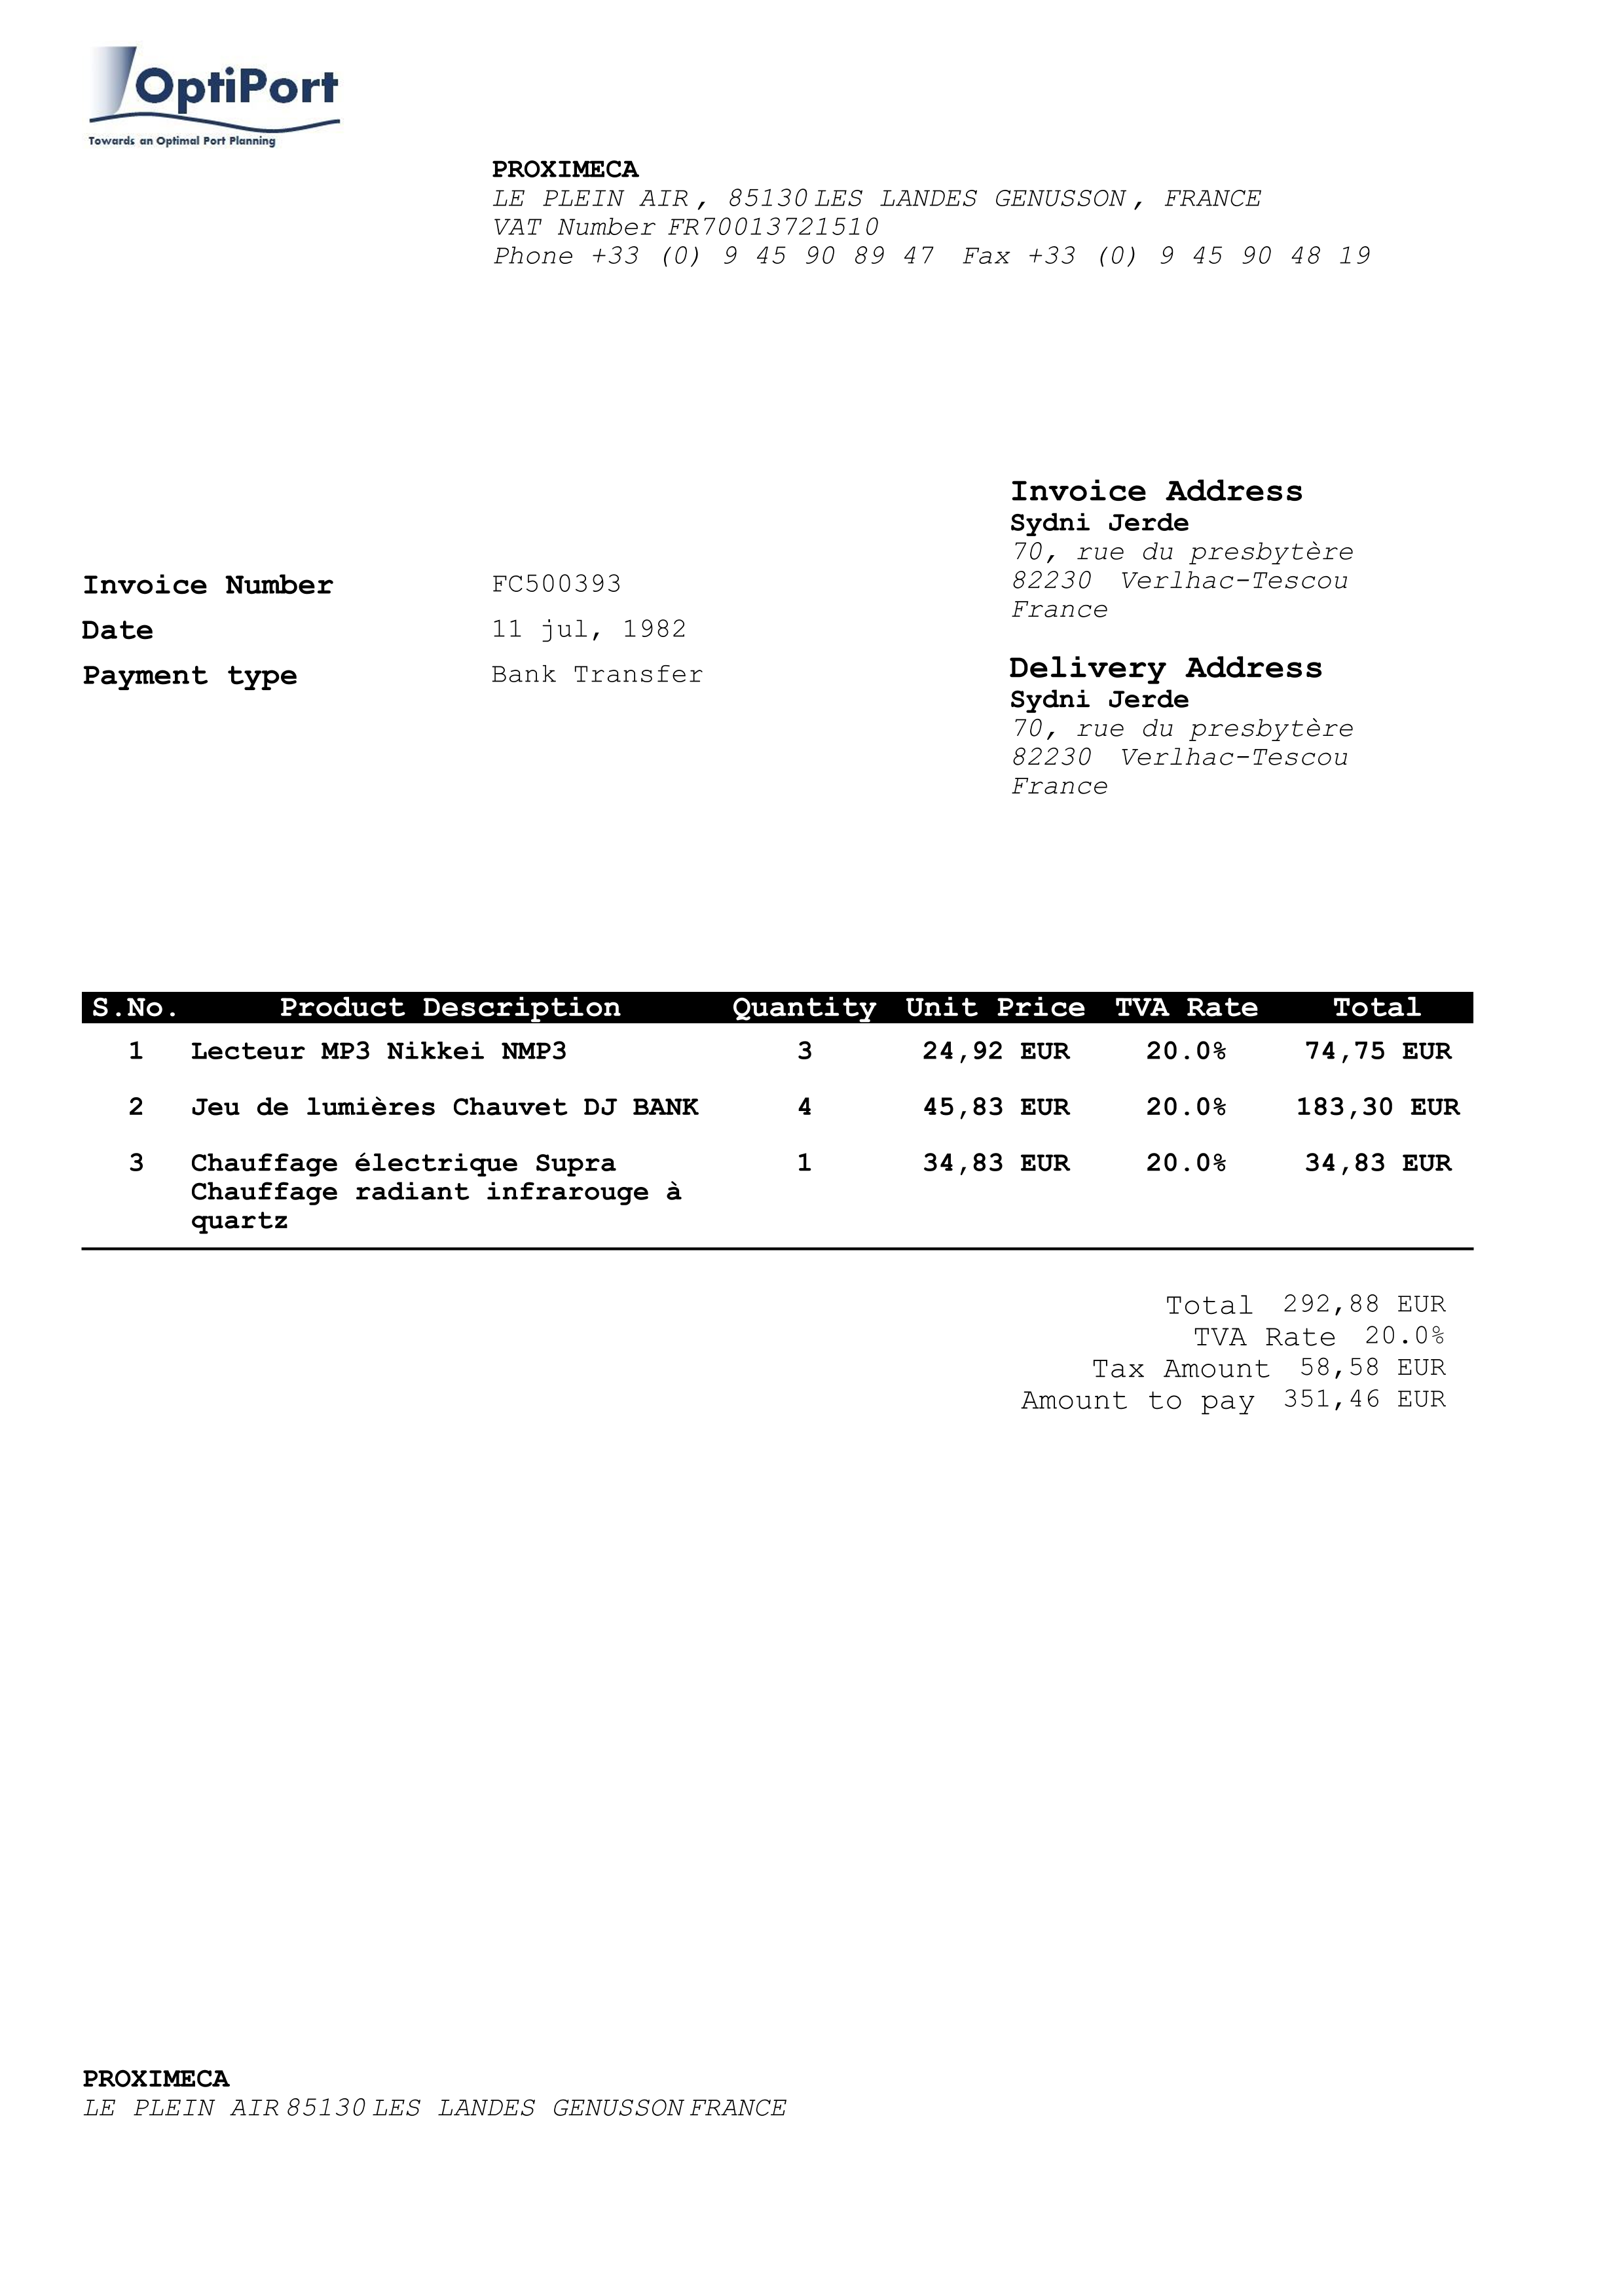 OptiPort
Towards an Optimal Port Planning
PROXIMECA
LE PLEIN AIR, 85130 LES LANDES GENUSSON, FRANCE
VAT Number FR70013721510
Phone +33 (0) 9 45 90 89 47 Fax +33 (0) 9 45 90 48 19
Invoice Number FC500393
Date 11 jul, 1982
Payment type Bank Transfer
Invoice Address
Sydni Jerde
70, rue du presbytère
82230 Verlhac-Tescou
France
Delivery Address
Sydni Jerde
70, rue du presbytère
82230 Verlhac-Tescou
France
S.No. Product Description Quantity Unit Price TVA Rate Total
1 Lecteur MP3 Nikkei NMP3 3 24,92 EUR 20.0% 74,75 EUR
2 Jeu de lumières Chauvet DJ BANK 4 45,83 EUR 20.0% 183,30 EUR
3 Chauffage électrique Supra 1 34,83 EUR 20.0% 34,83 EUR
Chauffage radiant infrarouge à
quartz
Total 292,88 EUR
TVA Rate 20.0%
Tax Amount 58,58 EUR
Amount to pay 351,46 EUR
PROXIMECA
LE PLEIN AIR 85130 LES LANDES GENUSSON FRANCE